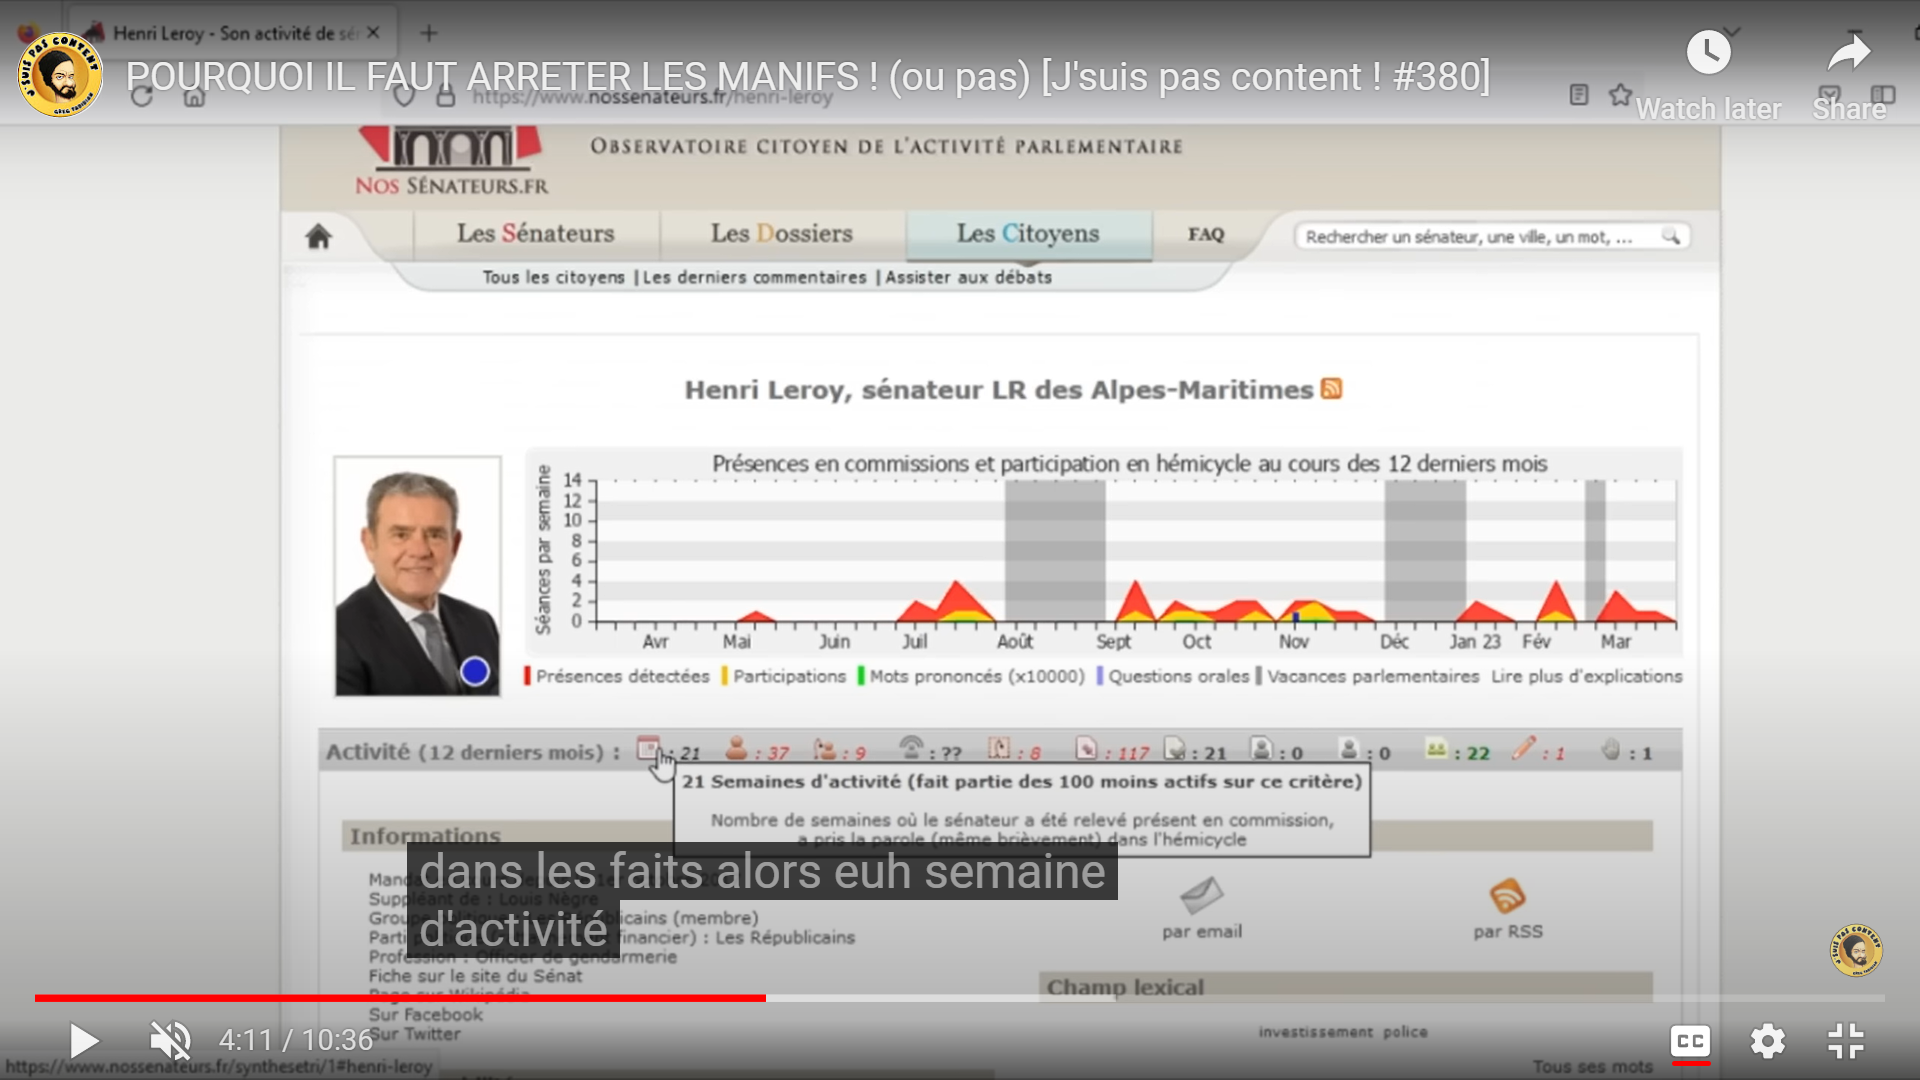 Henri Leroy - Son activité de sé
POURQUOI IL FAUT ARRETER LES MANIFS ! (ou pas) [J'suis pas content ! #380]
https://www.nossenateurs.fr/henri-leroy
Watch later
Share
OBSERVATOIRE CITOYEN DE L'ACTIVITÉ PARLEMENTAIRE
NOS SÉNATEURS.FR
Les Sénateurs
Les Dossiers
Les Citoyens
FAQ
Rechercher un sénateur, une ville, un mot, ...
Tous les citoyens | Les derniers commentaires | Assister aux débats
Henri Leroy, sénateur LR des Alpes-Maritimes
Présences en commissions et participation en hémicycle au cours des 12 derniers mois
Séances par semaine
14
12
10
8
6
4
2
0
Avr Mai Juin Juil Août Sept Oct Nov Déc Jan 23 Fév Mar
Présences détectées Participations Mots prononcés (x10000) Questions orales Vacances parlementaires Lire plus d'explications
Activité (12 derniers mois) : : 21 : 37 : 9 : ?? : 8 : 117 : 21 : 0 : 0 : 22 : 1 : 1
21 Semaines d'activité (fait partie des 100 moins actifs sur ce critère)
Nombre de semaines où le sénateur a été relevé présent en commission,
a pris la parole (même brièvement) dans l'hémicycle
Informations
dans les faits alors euh semaine
d'activité
Suppléant de : Louis Nègre
(membre)
financier) : Les Républicains
Profession : Officier de gendarmerie
Fiche sur le site du Sénat
Page sur Wikipédia
Sur Facebook
Sur Twitter
par email
par RSS
Champ lexical
investissement police
Tous ses mots
4:11 / 10:36
CC
https://www.nossenateurs.fr/synthesetri/1#henri-leroy